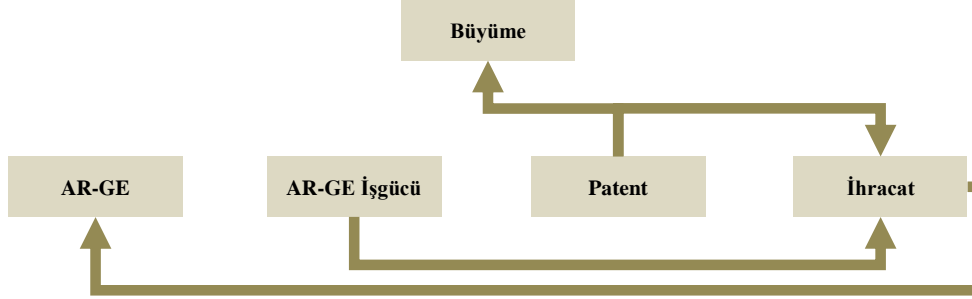 Büyüme
AR-GE
AR-GE İşgücü
Patent
İhracat